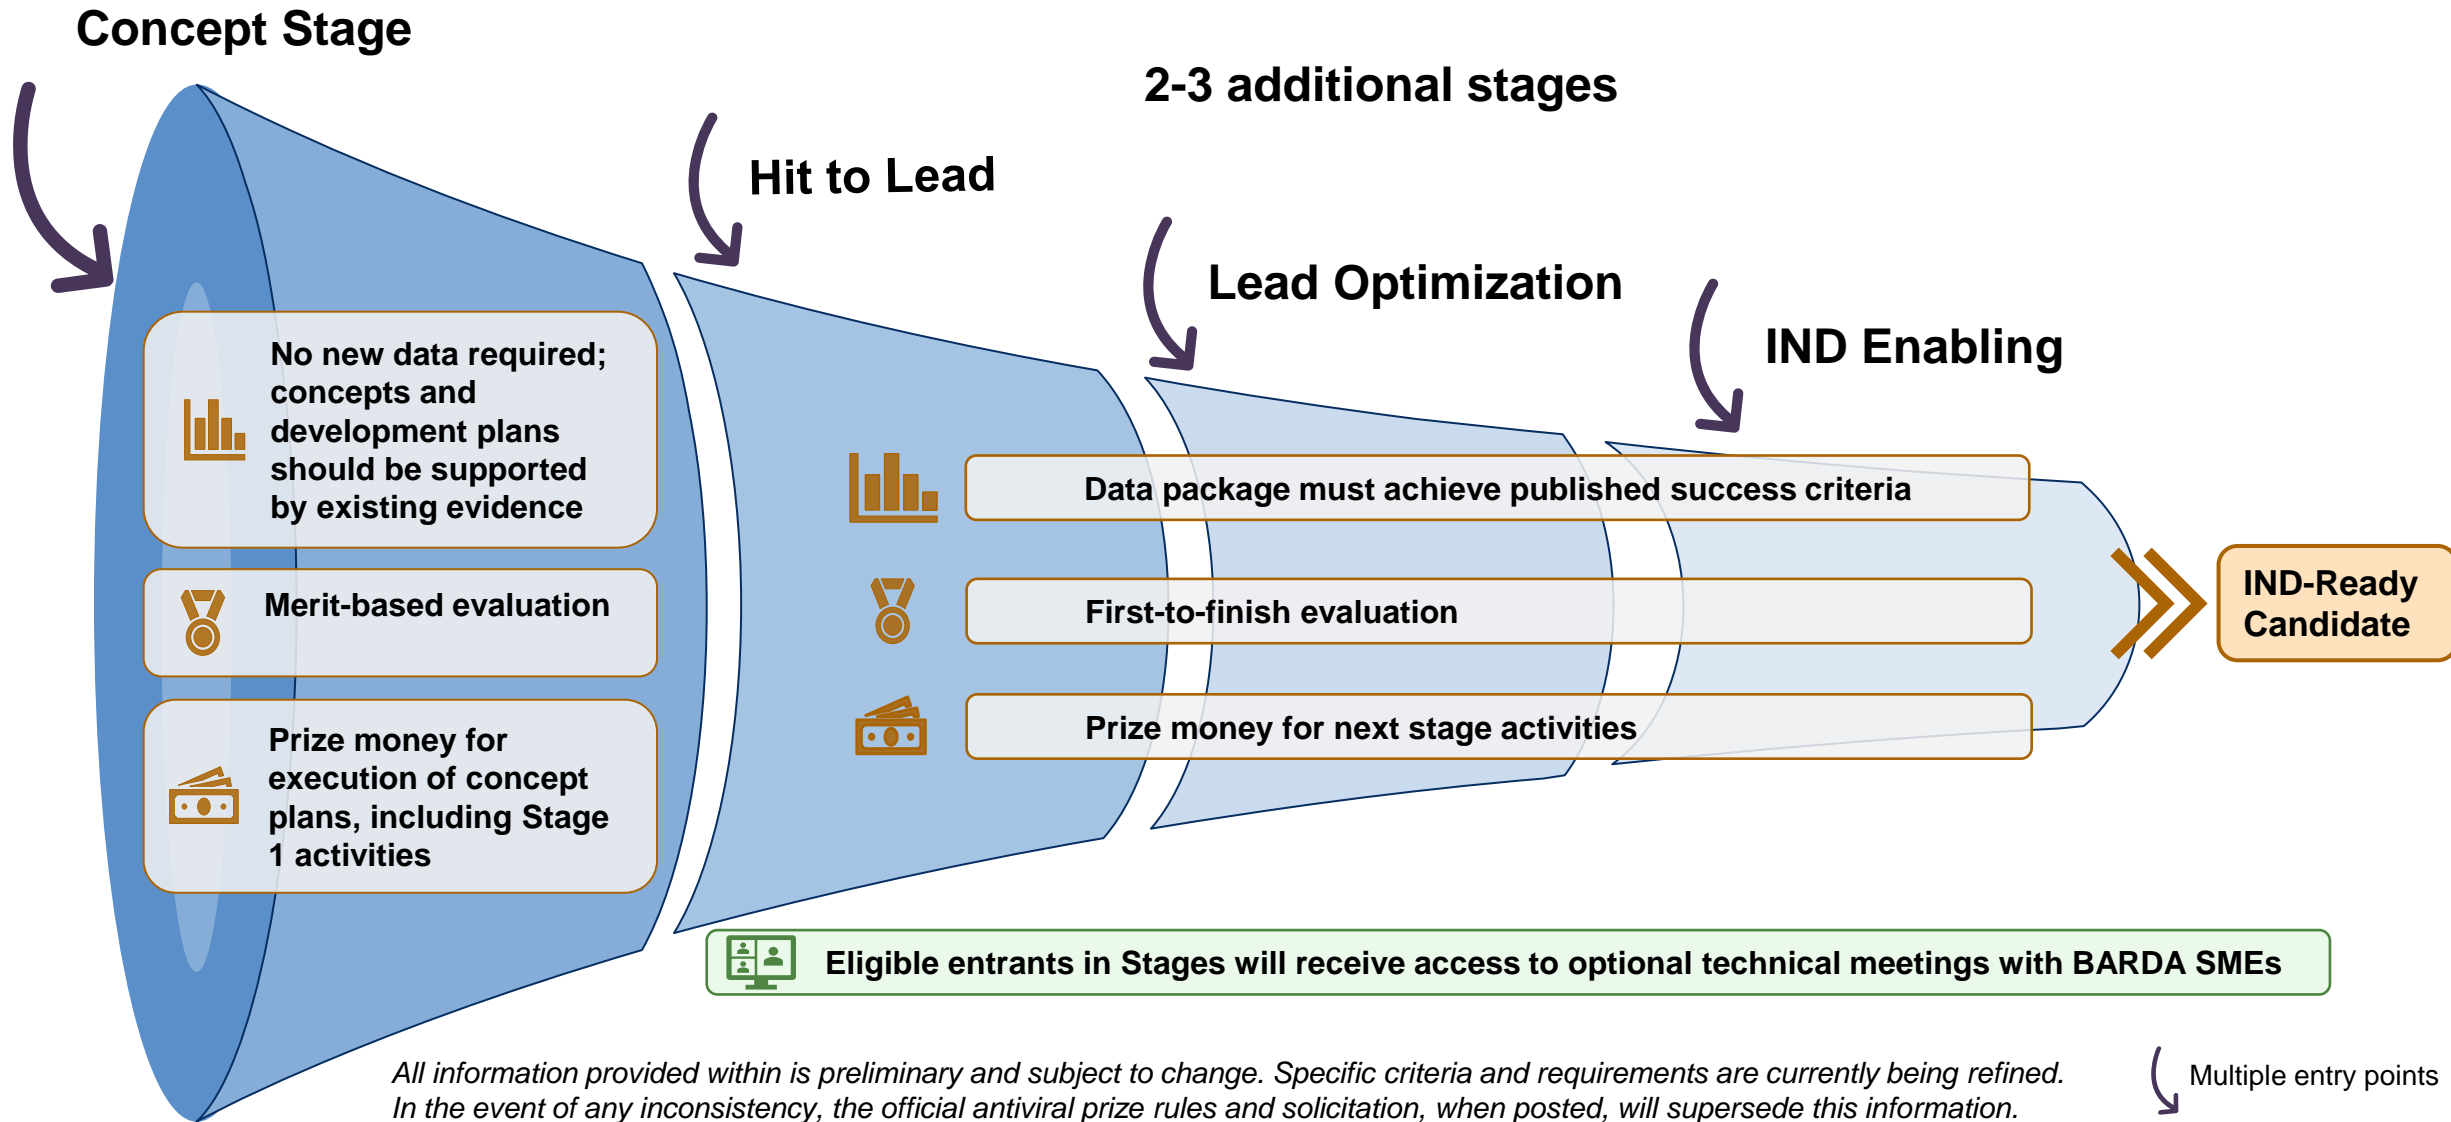 Concept Stage
2-3 additional stages
Hit to Lead
Lead Optimization
IND Enabling
No new data required;
concepts and
development plans
should be supported
by existing evidence
Merit-based evaluation
Prize money for
execution of concept
plans, including Stage
1 activities
Data package must achieve published success criteria
First-to-finish evaluation
Prize money for next stage activities
IND-Ready
Candidate
Eligible entrants in Stages will receive access to optional technical meetings with BARDA SMEs
All information provided within is preliminary and subject to change. Specific criteria and requirements are currently being refined.
In the event of any inconsistency, the official antiviral prize rules and solicitation, when posted, will supersede this information.
Multiple entry points